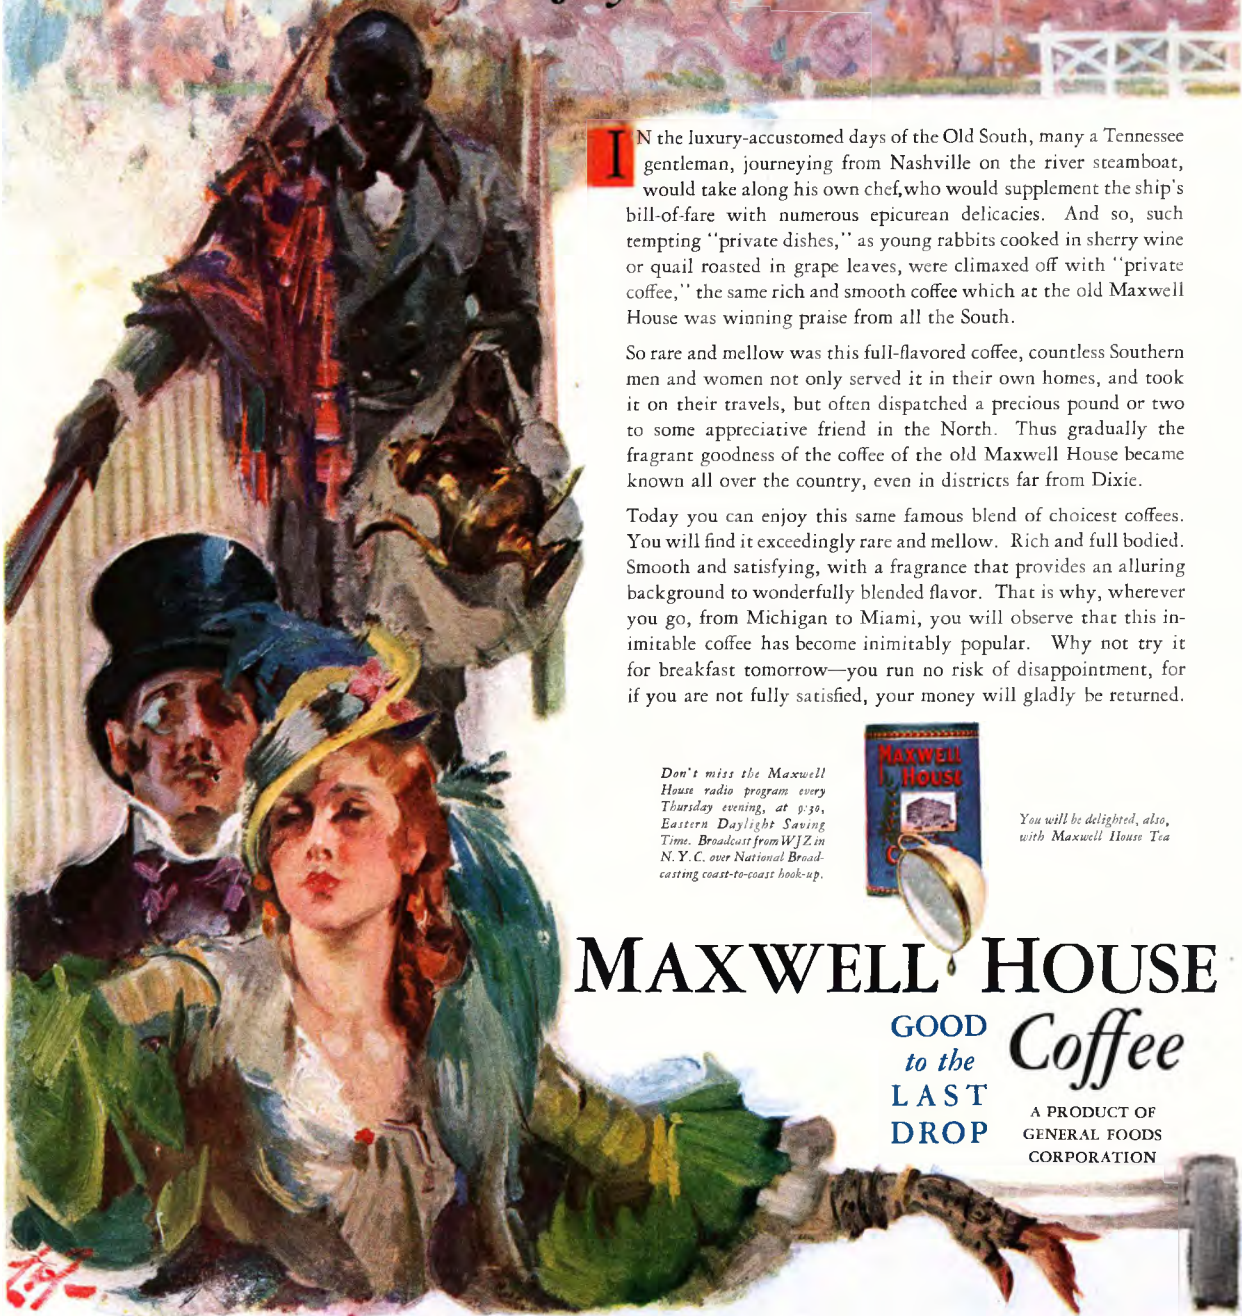 IN the luxury-accustomed days of the Old South, many a Tennessee
gentleman, journeying from Nashville on the river steamboat,
would take along his own chef,who would supplement the ship's
bill-of-fare with numerous epicurean delicacies. And so, such
tempting "private dishes," as young rabbits cooked in sherry wine
or quail roasted in grape leaves, were climaxed off with "private
coffee," the same rich and smooth coffee which at the old Maxwell
House was winning praise from all the South.
So rare and mellow was this full-flavored coffee, countless Southern
men and women not only served it in their own homes, and took
it on their travels, but often dispatched a precious pound or two
to some appreciative friend in the North. Thus gradually the
fragrant goodness of the coffee of the old Maxwell House became
known all over the country, even in districts far from Dixie.
Today you can enjoy this same famous blend of choicest coffees.
You will find it exceedingly rare and mellow. Rich and full bodied.
Smooth and satisfying, with a fragrance that provides an alluring
background to wonderfully blended flavor. That is why, wherever
you go, from Michigan to Miami, you will observe that this in-
imitable coffee has become inimitably popular. Why not try it
for breakfast tomorrow—you run no risk of disappointment, for
if you are not fully satisfied, your money will gladly be returned.
Don't miss the Maxwell
House radio program every
Thursday evening, at 9:30,
Eastern Daylight Saving
Time. Broadcast from WJZ in
N.Y.C. over National Broad-
casting coast-to-coast hook-up.
MAXWELL
HOUSE
You will be delighted, also,
with Maxwell House Tea
MAXWELL HOUSE
Coffee
GOOD
to the
LAST
DROP
A PRODUCT OF
GENERAL FOODS
CORPORATION